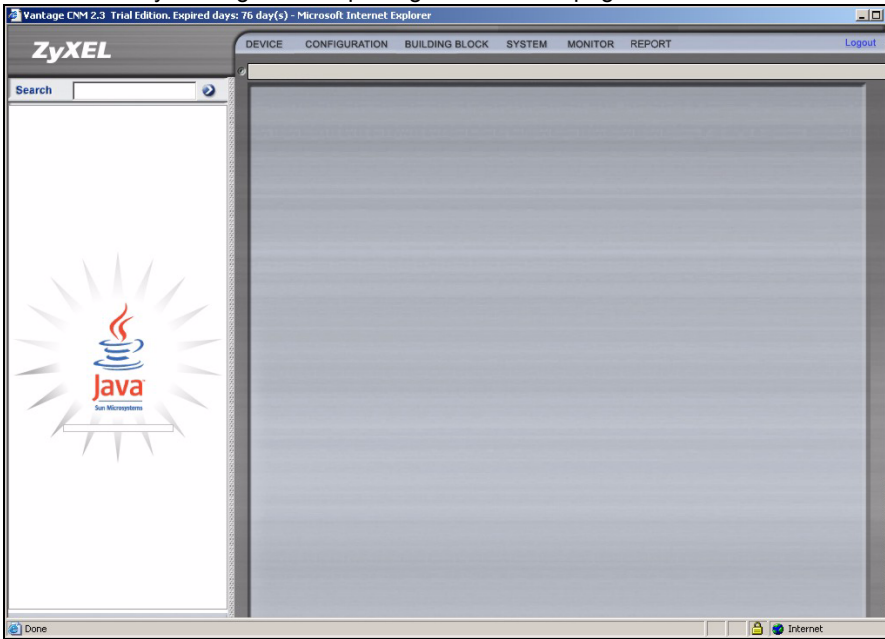 Vantage CNM 2.3 Trial Edition. Expired days: 76 day(s) - Microsoft Internet Explorer
ZyXEL
DEVICE CONFIGURATION BUILDING BLOCK SYSTEM MONITOR REPORT Logout
Search
Java
Sun Microsystems
Done Internet